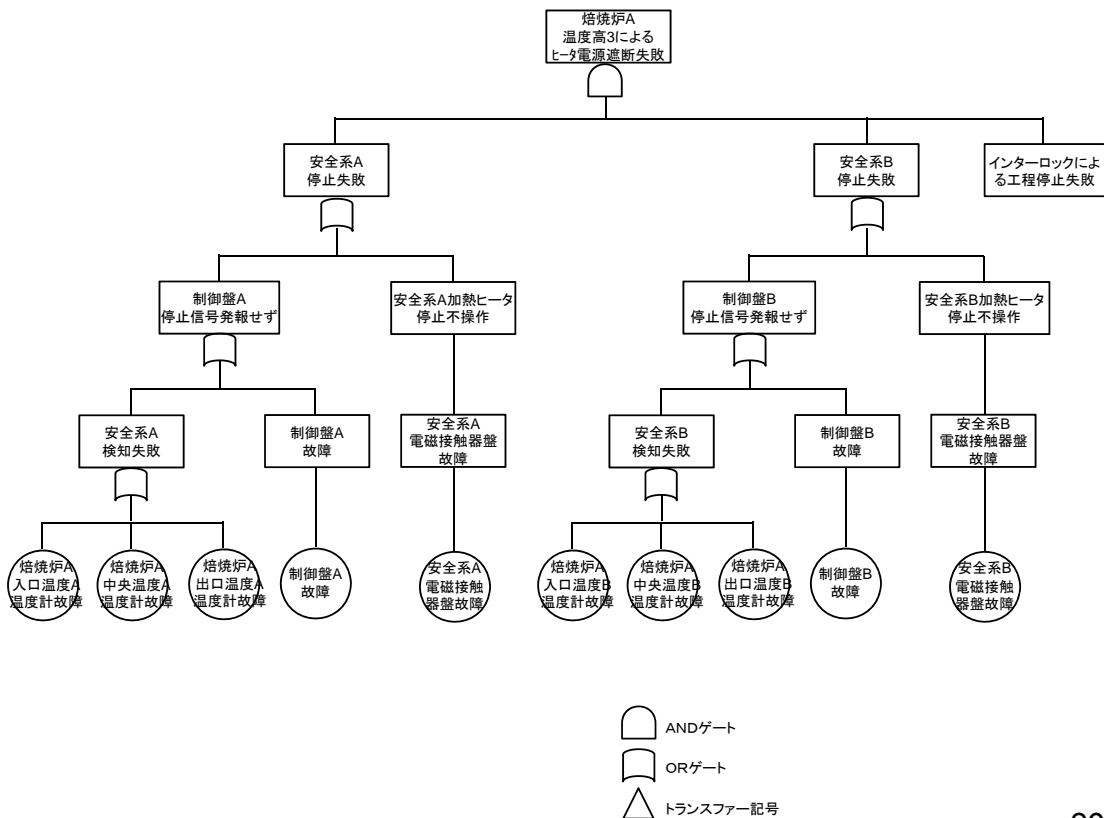 焙焼炉A
温度高3による
ヒータ電源遮断失敗
安全系A
停止失敗
安全系B
停止失敗
インターロックによ
る工程停止失敗
制御盤A
停止信号発報せず
安全系A加熱ヒータ
停止不操作
制御盤B
停止信号発報せず
安全系B加熱ヒータ
停止不操作
安全系A
検知失敗
制御盤A
故障
安全系A
電磁接触器盤
故障
安全系B
検知失敗
制御盤B
故障
安全系B
電磁接触器盤
故障
焙焼炉A
入口温度A
温度計故障
焙焼炉A
中央温度A
温度計故障
焙焼炉A
出口温度A
温度計故障
制御盤A
故障
安全系A
電磁接触
器盤故障
焙焼炉A
入口温度B
温度計故障
焙焼炉A
中央温度B
温度計故障
焙焼炉A
出口温度B
温度計故障
制御盤B
故障
安全系B
電磁接触
器盤故障
ANDゲート
ORゲート
トランスファー記号